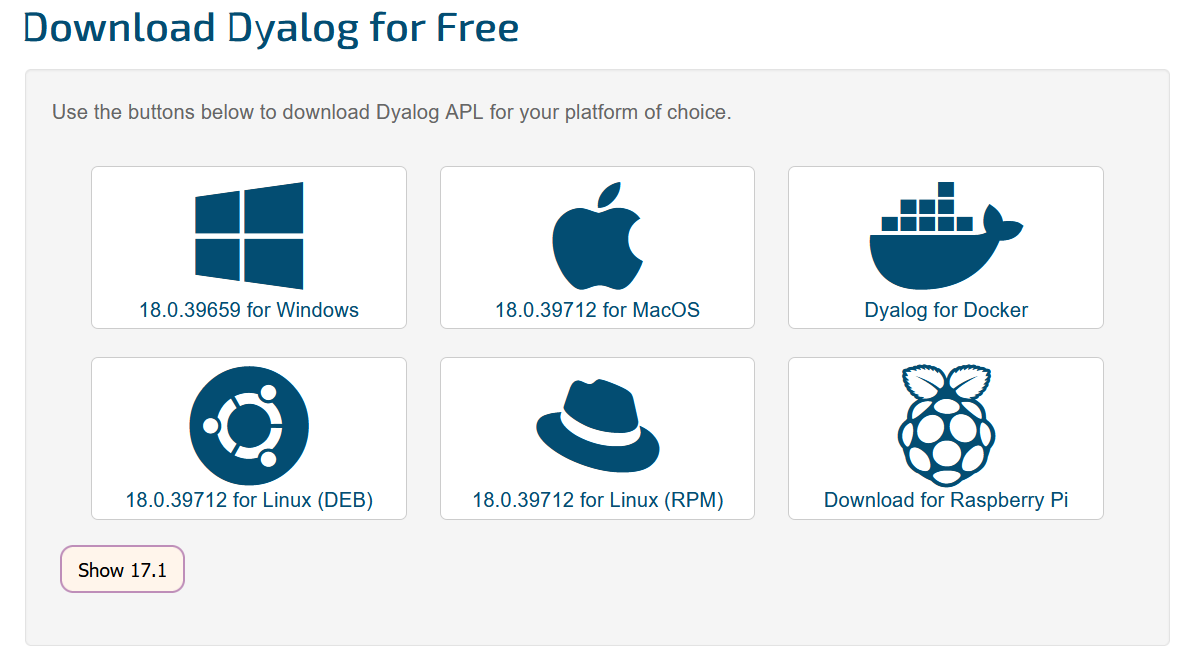 Download Dyalog for Free
Use the buttons below to download Dyalog APL for your platform of choice.
18.0.39659 for Windows
18.0.39712 for MacOS
Dyalog for Docker
18.0.39712 for Linux (DEB)
18.0.39712 for Linux (RPM)
Download for Raspberry Pi
Show 17.1